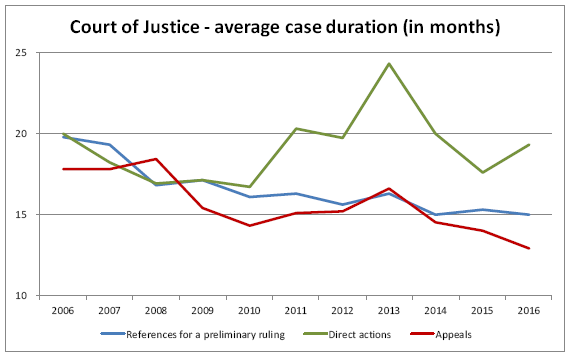 Court of Justice - average case duration (in months)
25
20
15
10
2006 2007 2008 2009 2010 2011 2012 2013 2014 2015 2016
References for a preliminary ruling Direct actions Appeals